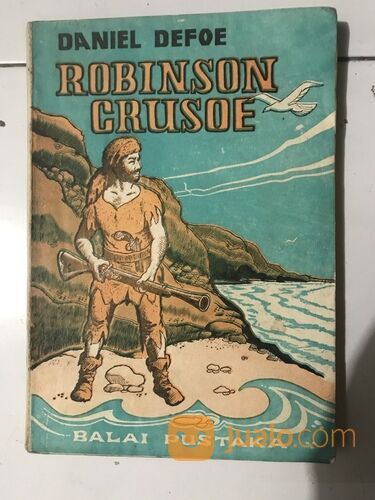 DANIEL DEFOE
ROBINSON
CRUSOE
BALAI
jualo.com